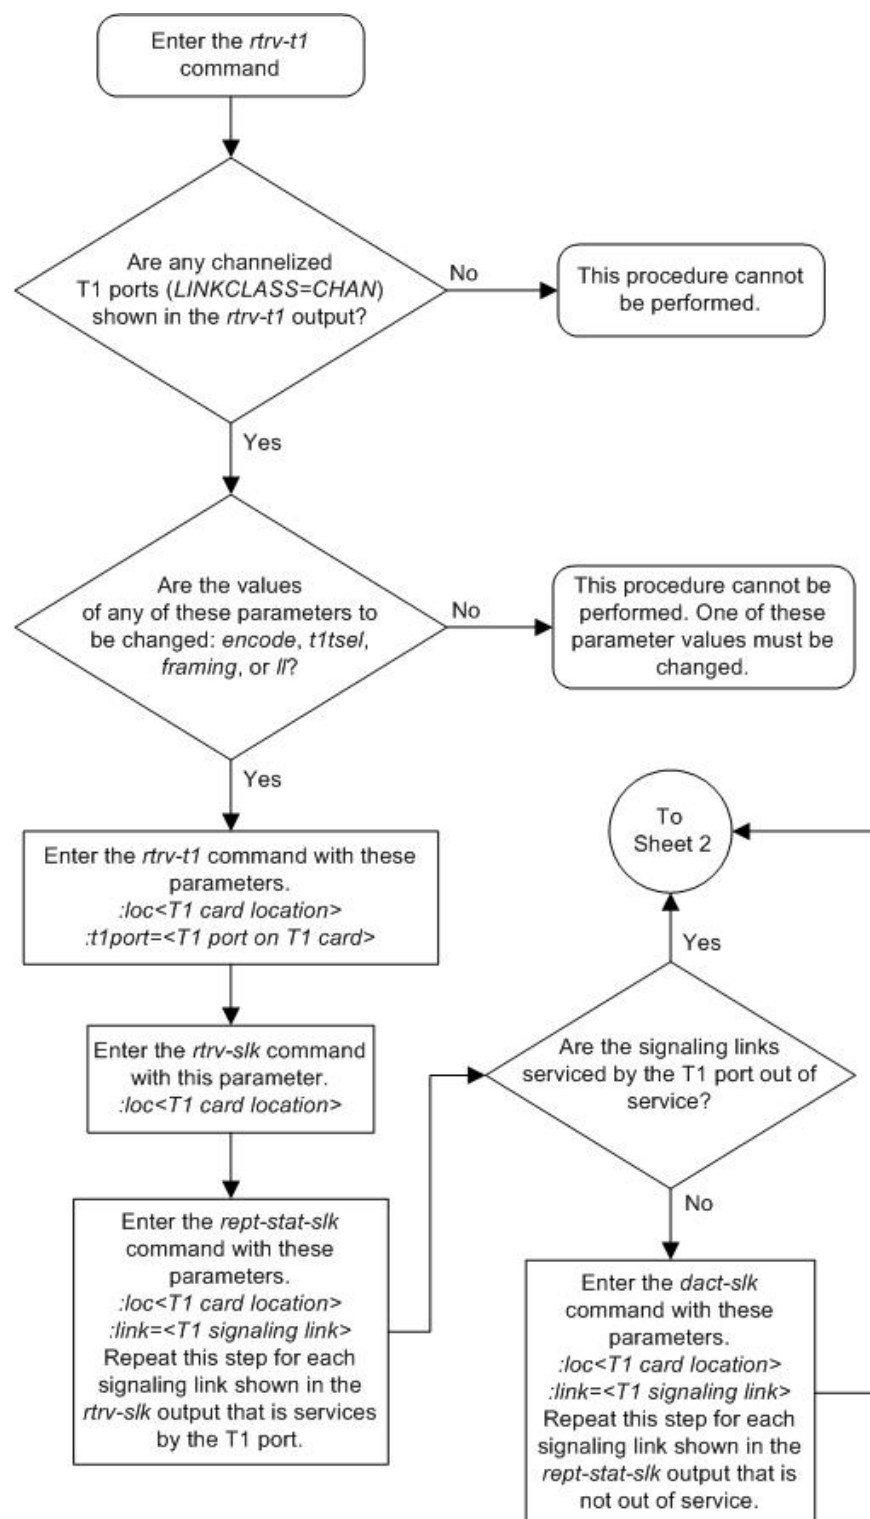 Enter the rtrv-t1
command
Are any channelized
T1 ports (LINKCLASS=CHAN)
shown in the rtrv-t1 output?
No
This procedure cannot
be performed.
Yes
Are the values
of any of these parameters to
be changed: encode, t1tsel,
framing, or ll?
No
This procedure cannot be
performed. One of these
parameter values must be
changed.
Yes
Enter the rtrv-t1 command with these
parameters.
:loc<T1 card location>
:t1port=<T1 port on T1 card>
Enter the rtrv-slk command
with this parameter.
:loc<T1 card location>
Enter the rept-stat-slk
command with these
parameters.
:loc<T1 card location>
:link=<T1 signaling link>
Repeat this step for each
signaling link shown in the
rtrv-slk output that is services
by the T1 port.
To
Sheet 2
Yes
Are the signaling links
serviced by the T1 port out of
service?
No
Enter the dact-slk
command with these
parameters.
:loc<T1 card location>
:link=<T1 signaling link>
Repeat this step for each
signaling link shown in the
rept-stat-slk output that is
not out of service.